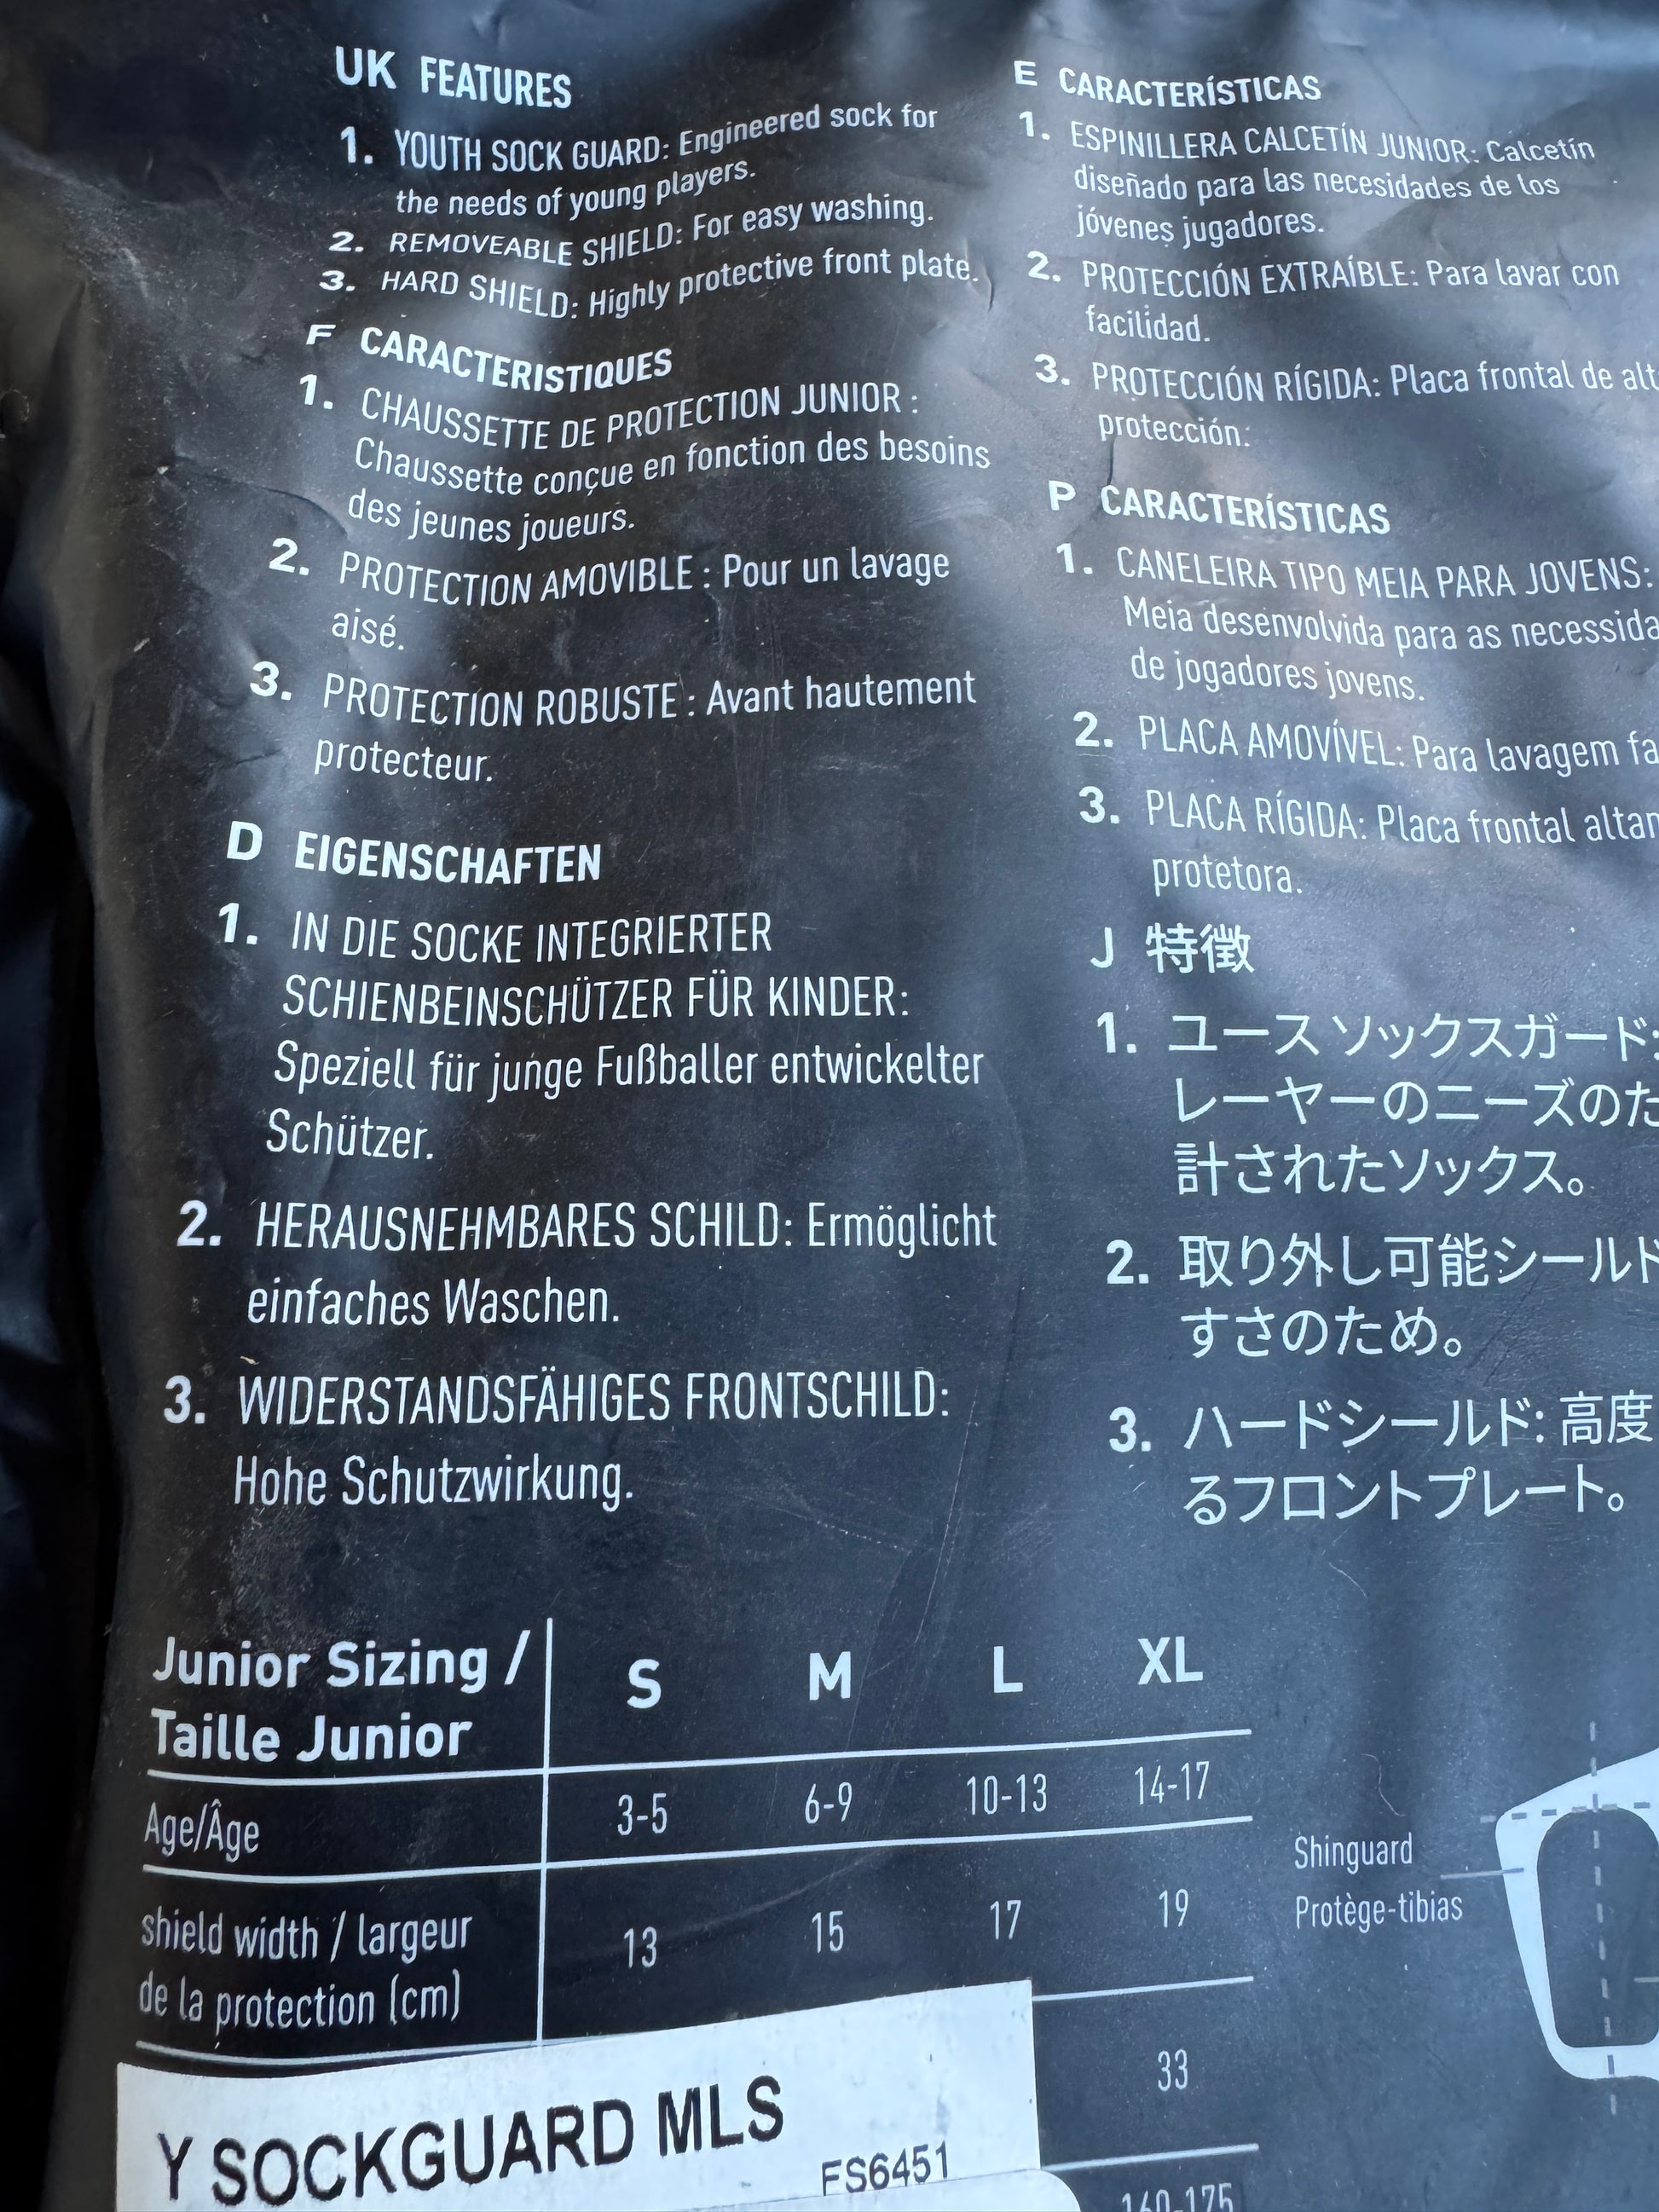 UK FEATURES
1. YOUTH SOCK GUARD: Engineered sock for
the needs of young players.
2. REMOVEABLE SHIELD: For easy washing.
3. HARD SHIELD: Highly protective front plate.
F CARACTERISTIQUES
1. CHAUSSETTE DE PROTECTION JUNIOR :
Chaussette conçue en fonction des besoins
des jeunes joueurs.
2. PROTECTION AMOVIBLE : Pour un lavage
aisé.
3. PROTECTION ROBUSTE : Avant hautement
protecteur.
D EIGENSCHAFTEN
1. IN DIE SOCKE INTEGRIERTER
SCHIENBEINSCHÜTZER FÜR KINDER:
Speziell für junge Fußballer entwickelter
Schützer.
2. HERAUSNEHMBARES SCHILD: Ermöglicht
einfaches Waschen.
3. WIDERSTANDSFÄHIGES FRONTSCHILD:
Hohe Schutzwirkung.
E CARACTERÍSTICAS
1. ESPINILLERA CALCETÍN JUNIOR: Calcetín
diseñado para las necesidades de los
jóvenes jugadores.
2. PROTECCIÓN EXTRAÍBLE: Para lavar con
facilidad.
3. PROTECCIÓN RÍGIDA: Placa frontal de alt
protección.
P CARACTERÍSTICAS
1. CANELEIRA TIPO MEIA PARA JOVENS:
Meia desenvolvida para as necessida
de jogadores jovens.
2. PLACA AMOVÍVEL: Para lavagem fa
3. PLACA RÍGIDA: Placa frontal altam
protetora.
J 特徴
1. ユース ソックスガード:
レーヤーのニーズのた
計されたソックス。
2. 取り外し可能シールド
すさのため。
3. ハードシールド: 高度
るフロントプレート。
Junior Sizing / S M L XL
Taille Junior
Age/Âge 3-5 6-9 10-13 14-17
shield width / largeur 13 15 17 19
de la protection (cm)
33
160-175
Shinguard
Protège-tibias
Y SOCKGUARD MLS
FS6451